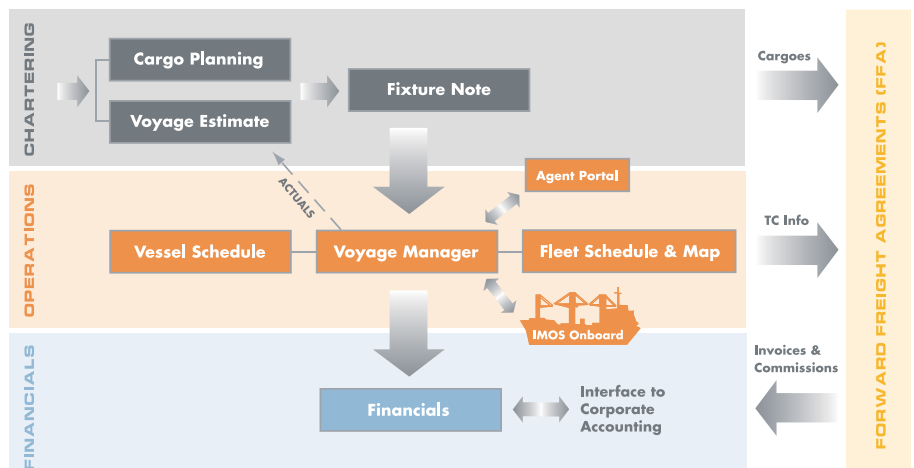 CHARTERING
Cargo Planning
Voyage Estimate
Fixture Note
Cargoes
ACTUALS
OPERATIONS
Agent Portal
Vessel Schedule
Voyage Manager
Fleet Schedule & Map
TC Info
IMOS Onboard
FINANCIALS
Financials
Interface to
Corporate
Accounting
Invoices &
Commissions
FORWARD FREIGHT AGREEMENTS (FFA)